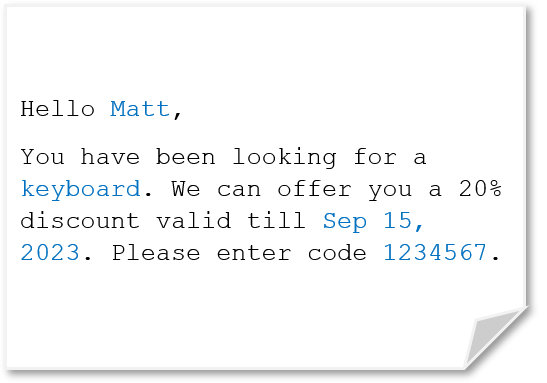 Hello Matt,
You have been looking for a
keyboard. We can offer you a 20%
discount valid till Sep 15,
2023. Please enter code 1234567.